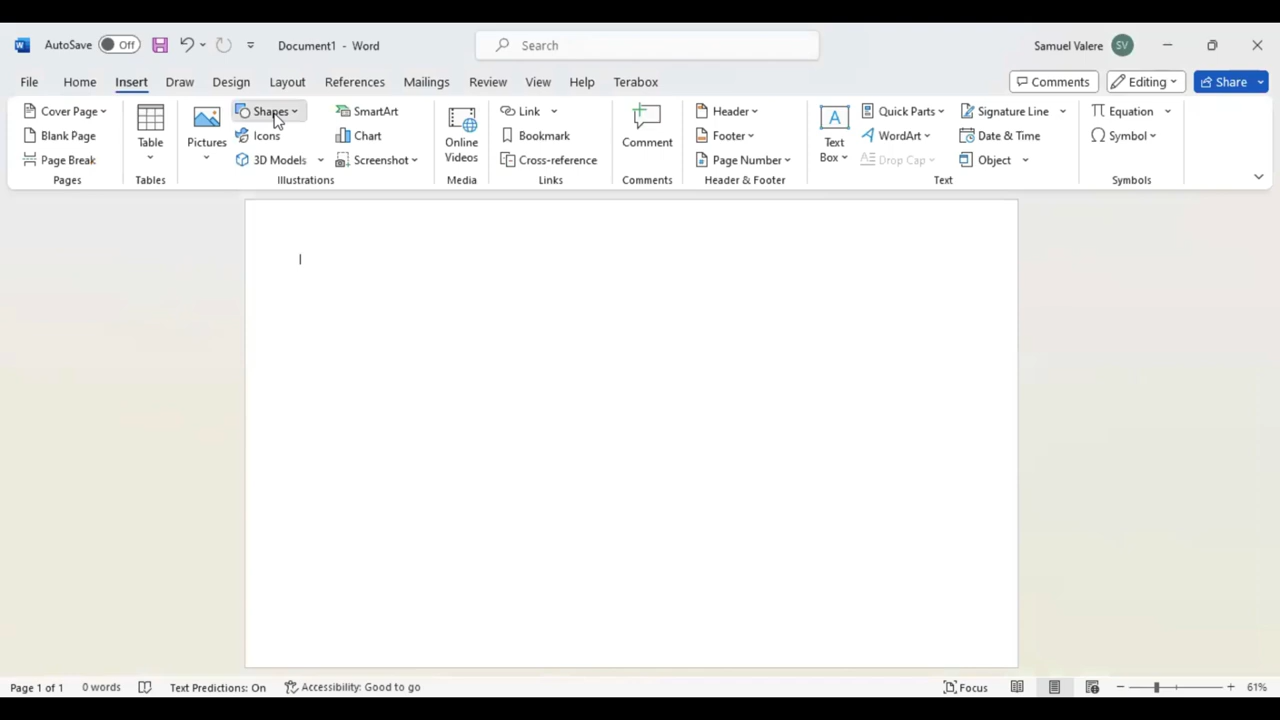 AutoSave Off Document1 - Word Search Samuel Valere SV
File Home Insert Draw Design Layout References Mailings Review View Help Terabox Comments Editing Share
Cover Page
Blank Page
Page Break
Pages
Table
Tables
Pictures
Shapes
Icons
3D Models
SmartArt
Chart
Screenshot
Illustrations
Online
Videos
Media
Link
Bookmark
Cross-reference
Links
Comment
Comments
Header
Footer
Page Number
Header & Footer
A
Text
Box
Quick Parts
WordArt
Drop Cap
Signature Line
Date & Time
Object
Text
Equation
Symbol
Symbols
Page 1 of 1 0 words Text Predictions: On Accessibility: Good to go Focus 61%